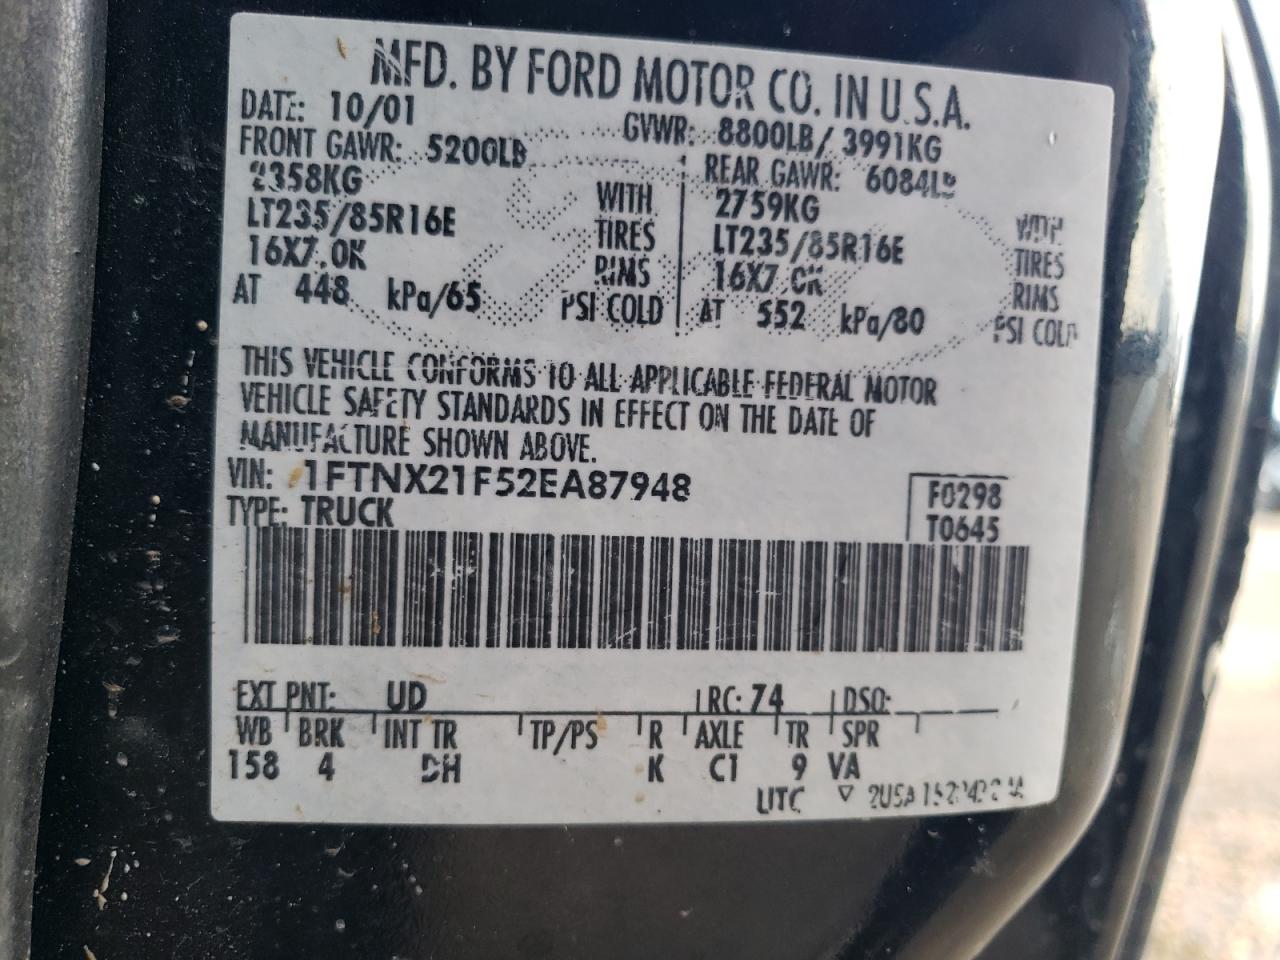 MFD. BY FORD MOTOR CO. IN U.S.A.
DATE: 10/01 GVWR: 8800LB/ 3991KG
FRONT GAWR: 5200LB REAR GAWR: 6084LB
2358KG WITH 2759KG WITH
LT235/85R16E TIRES LT235/85R16E TIRES
16X7.0K RIMS 16X7.0K RIMS
AT 448 kPa/65 PSI COLD AT 552 kPa/80 PSI COLD
THIS VEHICLE CONFORMS TO ALL APPLICABLE FEDERAL MOTOR
VEHICLE SAFETY STANDARDS IN EFFECT ON THE DATE OF
MANUFACTURE SHOWN ABOVE.
VIN: 1FTNX21F52EA87948 F0298
TYPE: TRUCK T0645
EXT PNT: UD RC: 74 DSO:
WB BRK INT TR TP/PS R AXLE TR SPR
158 4 DH K C1 9 VA
UTC